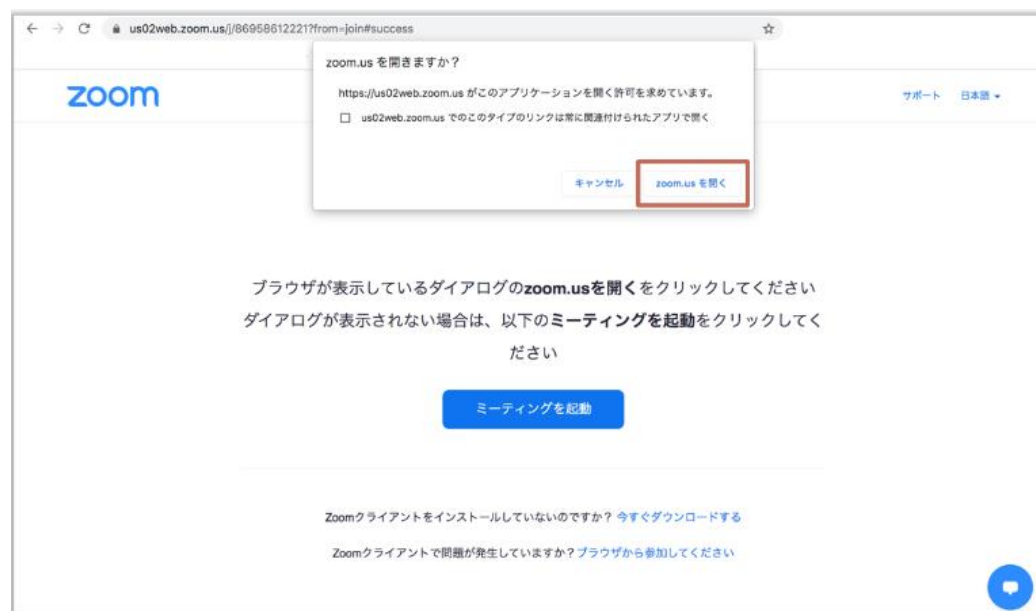 us02web.zoom.us/j/86958612221?from=join#success
zoom.us を開きますか？
https://us02web.zoom.us がこのアプリケーションを開く許可を求めています。
us02web.zoom.us でのこのタイプのリンクは常に関連付けられたアプリで開く
キャンセル zoom.us を開く
zoom サポート 日本語
ブラウザが表示しているダイアログのzoom.usを開くをクリックしてください
ダイアログが表示されない場合は、以下のミーティングを起動をクリックしてく
ださい
ミーティングを起動
Zoomクライアントをインストールしていないのですか？ 今すぐダウンロードする
Zoomクライアントで問題が発生していますか？ブラウザから参加してください